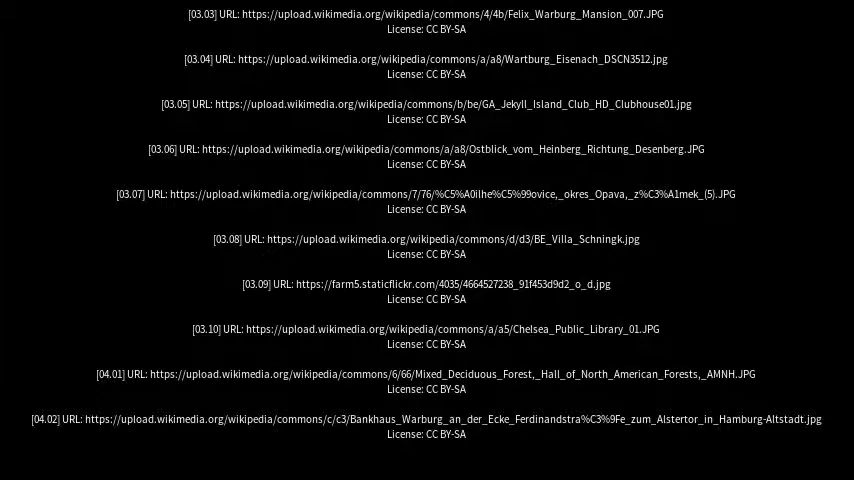 [03.03] URL: https://upload.wikimedia.org/wikipedia/commons/4/4b/Felix_Warburg_Mansion_007.JPG
License: CC BY-SA
[03.04] URL: https://upload.wikimedia.org/wikipedia/commons/a/a8/Wartburg_Eisenach_DSCN3512.jpg
License: CC BY-SA
[03.05] URL: https://upload.wikimedia.org/wikipedia/commons/b/be/GA_Jekyll_Island_Club_HD_Clubhouse01.jpg
License: CC BY-SA
[03.06] URL: https://upload.wikimedia.org/wikipedia/commons/a/a8/Ostblick_vom_Heinberg_Richtung_Desenberg.JPG
License: CC BY-SA
[03.07] URL: https://upload.wikimedia.org/wikipedia/commons/7/76/%C5%A0ilhe%C5%99ovice,_okres_Opava,_z%C3%A1mek_(5).JPG
License: CC BY-SA
[03.08] URL: https://upload.wikimedia.org/wikipedia/commons/d/d3/BE_Villa_Schningk.jpg
License: CC BY-SA
[03.09] URL: https://farm5.staticflickr.com/4035/4664527238_91f453d9d2_o_d.jpg
License: CC BY-SA
[03.10] URL: https://upload.wikimedia.org/wikipedia/commons/a/a5/Chelsea_Public_Library_01.JPG
License: CC BY-SA
[04.01] URL: https://upload.wikimedia.org/wikipedia/commons/6/66/Mixed_Deciduous_Forest,_Hall_of_North_American_Forests,_AMNH.JPG
License: CC BY-SA
[04.02] URL: https://upload.wikimedia.org/wikipedia/commons/c/c3/Bankhaus_Warburg_an_der_Ecke_Ferdinandstra%C3%9Fe_zum_Alstertor_in_Hamburg-Altstadt.jpg
License: CC BY-SA